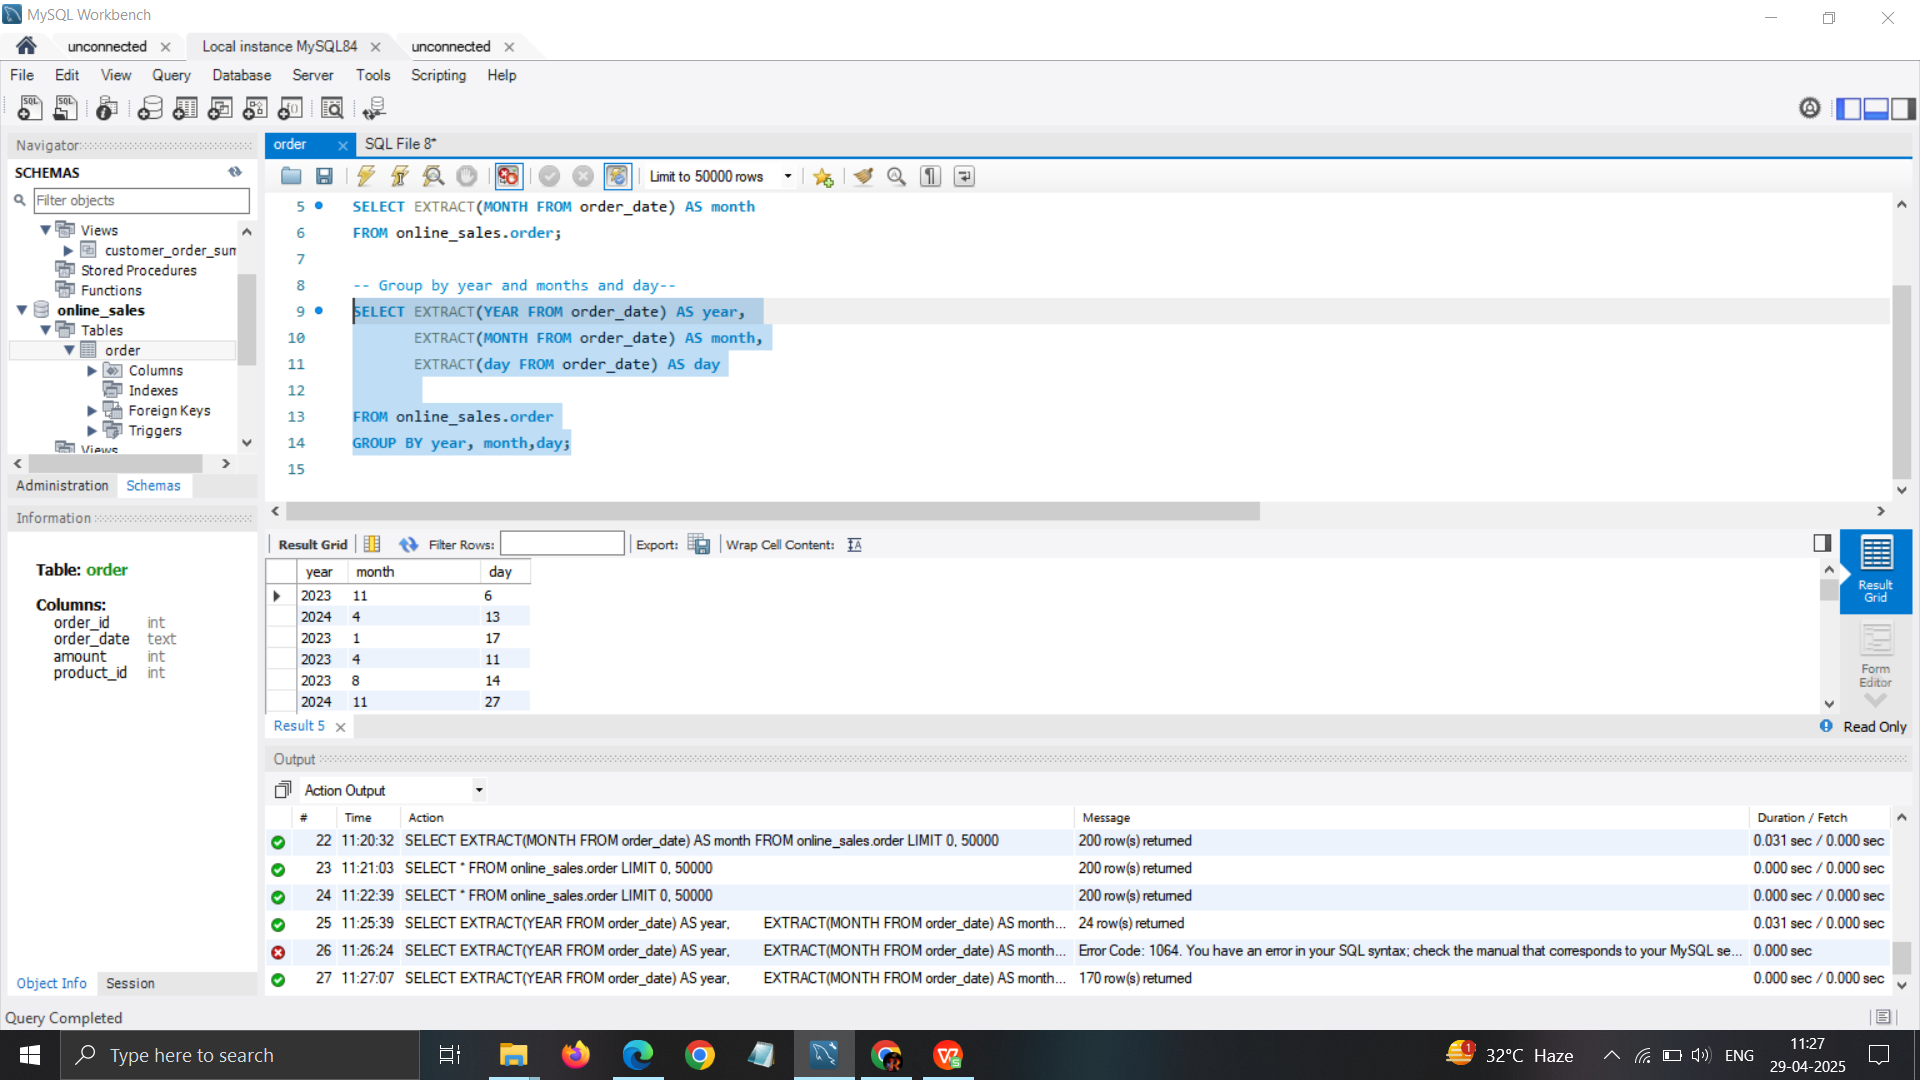 MySQL Workbench
unconnected
Local instance MySQL84
unconnected
File Edit View Query Database Server Tools Scripting Help
Navigator
SCHEMAS
Filter objects
Views
customer_order_sum
Stored Procedures
Functions
online_sales
Tables
order
Columns
Indexes
Foreign Keys
Triggers
Views
Administration Schemas
Information
Table: order
Columns:
order_id int
order_date text
amount int
product_id int
Object Info Session
order
SQL File 8*
Limit to 50000 rows
5 SELECT EXTRACT(MONTH FROM order_date) AS month
6 FROM online_sales.order;
7
8 -- Group by year and months and day--
9 SELECT EXTRACT(YEAR FROM order_date) AS year,
10 EXTRACT(MONTH FROM order_date) AS month,
11 EXTRACT(day FROM order_date) AS day
12
13 FROM online_sales.order
14 GROUP BY year, month,day;
15
Result Grid Filter Rows: Export: Wrap Cell Content:
year month day
2023 11 6
2024 4 13
2023 1 17
2023 4 11
2023 8 14
2024 11 27
Result Grid
Form Editor
Result 5
Read Only
Output
Action Output
# Time Action Message Duration / Fetch
22 11:20:32 SELECT EXTRACT(MONTH FROM order_date) AS month FROM online_sales.order LIMIT 0, 50000 200 row(s) returned 0.031 sec / 0.000 sec
23 11:21:03 SELECT * FROM online_sales.order LIMIT 0, 50000 200 row(s) returned 0.000 sec / 0.000 sec
24 11:22:39 SELECT * FROM online_sales.order LIMIT 0, 50000 200 row(s) returned 0.000 sec / 0.000 sec
25 11:25:39 SELECT EXTRACT(YEAR FROM order_date) AS year, EXTRACT(MONTH FROM order_date) AS month... 24 row(s) returned 0.031 sec / 0.000 sec
26 11:26:24 SELECT EXTRACT(YEAR FROM order_date) AS year, EXTRACT(MONTH FROM order_date) AS month... Error Code: 1064. You have an error in your SQL syntax; check the manual that corresponds to your MySQL se... 0.000 sec
27 11:27:07 SELECT EXTRACT(YEAR FROM order_date) AS year, EXTRACT(MONTH FROM order_date) AS month... 170 row(s) returned 0.000 sec / 0.000 sec
Query Completed
Type here to search
1
32°C Haze
ENG
11:27
29-04-2025